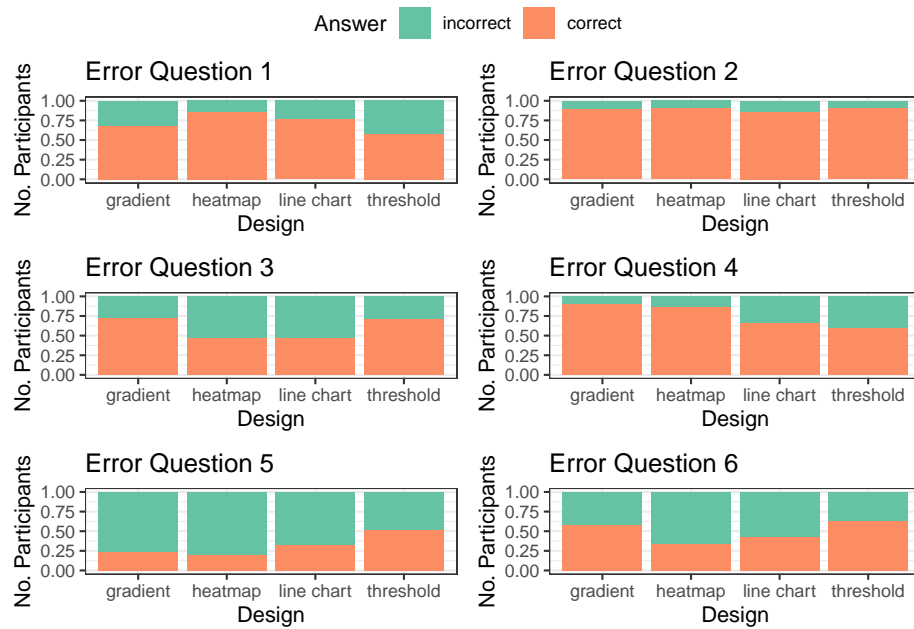 Answer incorrect correct
Error Question 1
No. Participants
1.00
0.75
0.50
0.25
0.00
gradient heatmap line chart threshold
Design
Error Question 2
No. Participants
1.00
0.75
0.50
0.25
0.00
gradient heatmap line chart threshold
Design
Error Question 3
No. Participants
1.00
0.75
0.50
0.25
0.00
gradient heatmap line chart threshold
Design
Error Question 4
No. Participants
1.00
0.75
0.50
0.25
0.00
gradient heatmap line chart threshold
Design
Error Question 5
No. Participants
1.00
0.75
0.50
0.25
0.00
gradient heatmap line chart threshold
Design
Error Question 6
No. Participants
1.00
0.75
0.50
0.25
0.00
gradient heatmap line chart threshold
Design